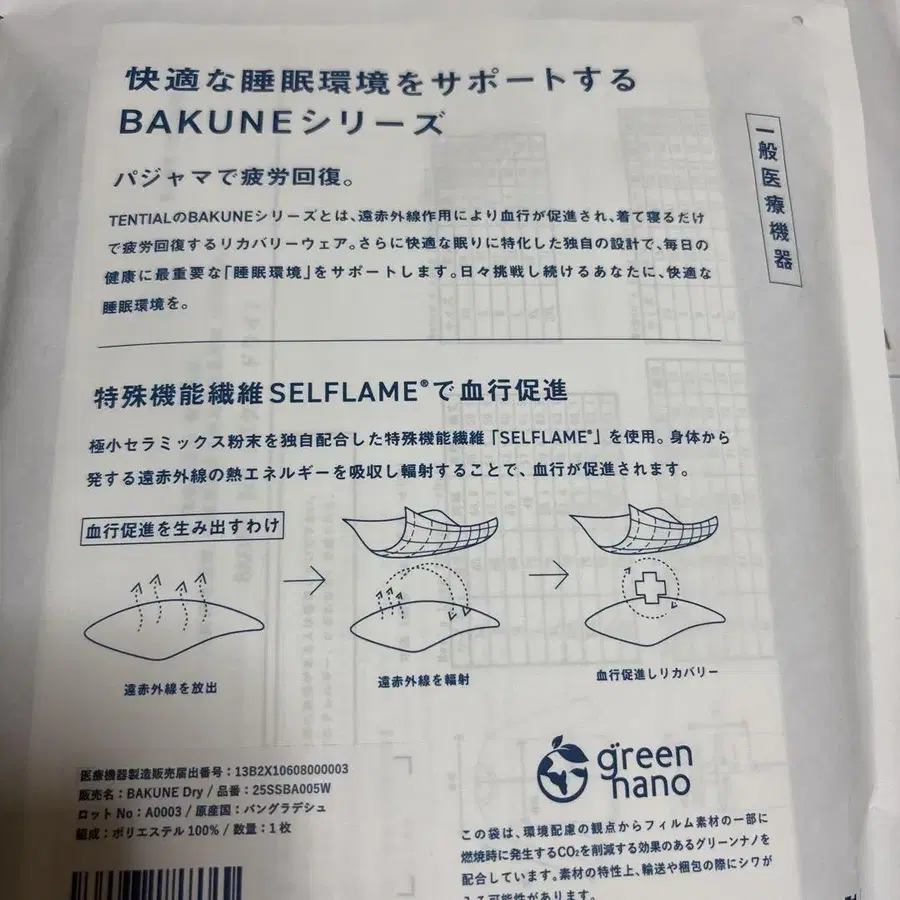 快適な睡眠環境をサポートする
BAKUNEシリーズ
一般医療機器
パジャマで疲労回復。
TENTIALのBAKUNEシリーズとは、遠赤外線作用により血行が促進され、着て寝るだけ
で疲労回復するリカバリーウェア。さらに快適な眠りに特化した独自の設計で、毎日の
健康に最重要な「睡眠環境」をサポートします。日々挑戦し続けるあなたに、快適な
睡眠環境を。
特殊機能繊維SELFLAME®で血行促進
極小セラミックス粉末を独自配合した特殊機能繊維「SELFLAME®」を使用。身体から
発する遠赤外線の熱エネルギーを吸収し輻射することで、血行が促進されます。
血行促進を生み出すわけ
遠赤外線を放出
遠赤外線を輻射
血行促進しリカバリー
医療機器製造販売届出番号：13B2X10608000003
販売名：BAKUNE Dry / 品番：25SSBA005W
ロットNo：A0003 / 原産国：バングラデシュ
組成：ポリエステル100% / 数量：1枚
green
nano
この袋は、環境配慮の観点からフィルム素材の一部に
燃焼時に発生するCO₂を削減する効果のあるグリーンナノを
配合しています。素材の特性上、輸送や梱包の際にシワが
入る可能性があります。